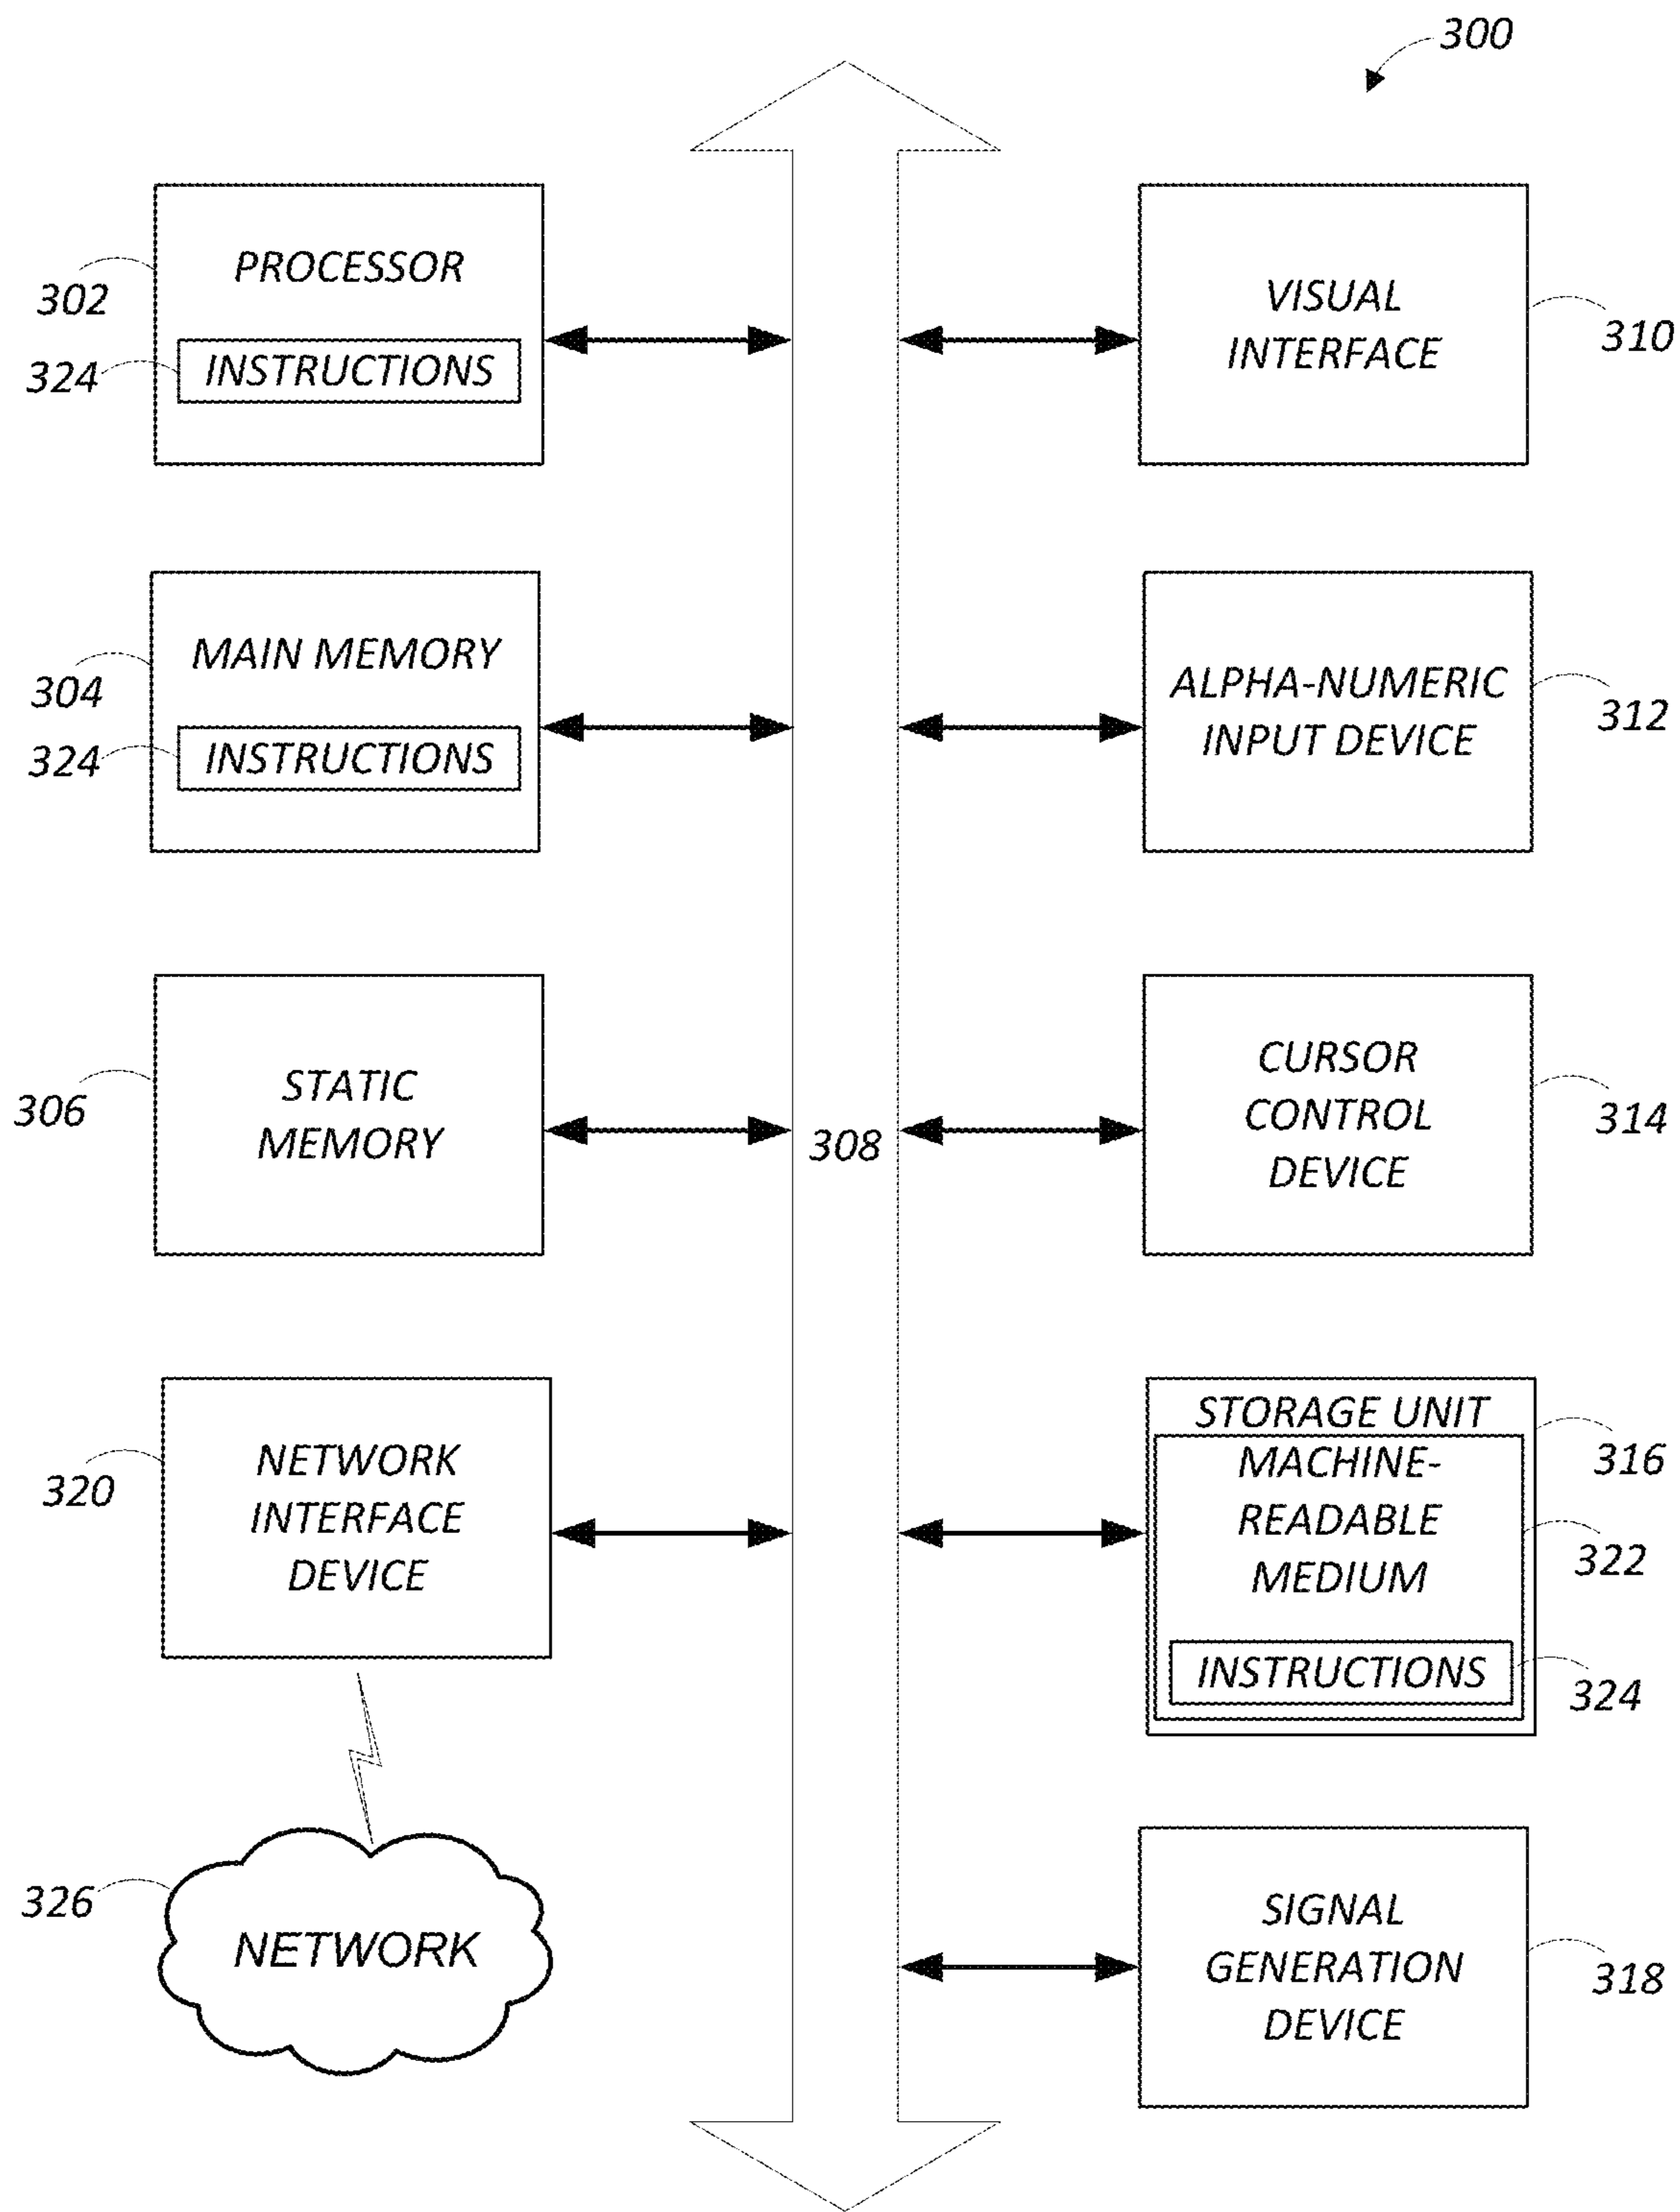 300
PROCESSOR
302
INSTRUCTIONS
324
MAIN MEMORY
304
INSTRUCTIONS
324
STATIC
MEMORY
306
NETWORK
INTERFACE
DEVICE
320
NETWORK
326
308
VISUAL
INTERFACE
310
ALPHA-NUMERIC
INPUT DEVICE
312
CURSOR
CONTROL
DEVICE
314
STORAGE UNIT
316
MACHINE-
READABLE
MEDIUM
322
INSTRUCTIONS
324
SIGNAL
GENERATION
DEVICE
318